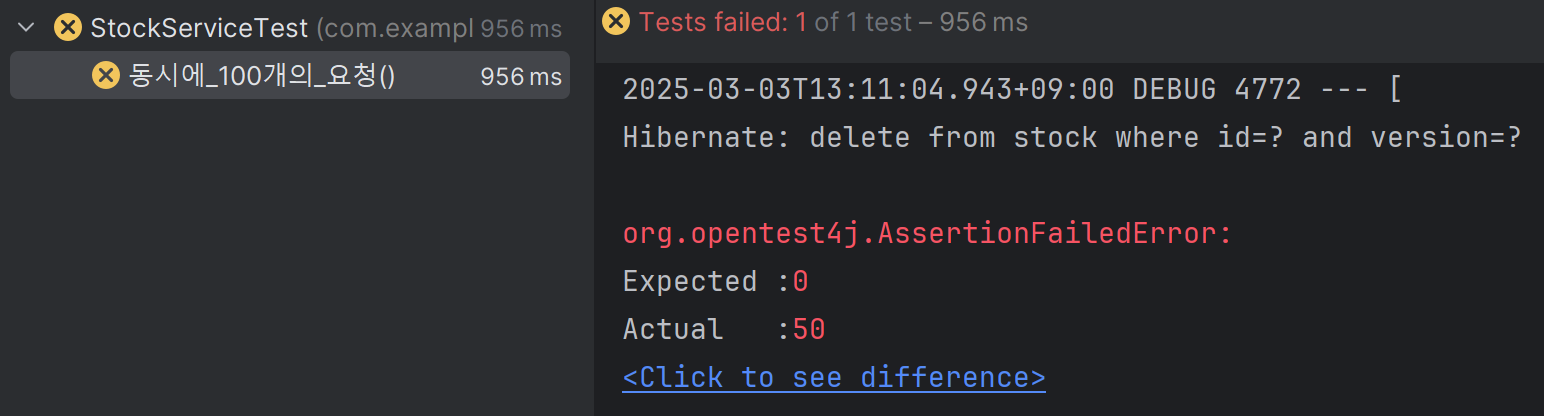 StockServiceTest (com.exampl 956 ms
동시에_100개의_요청() 956 ms
Tests failed: 1 of 1 test – 956 ms
2025-03-03T13:11:04.943+09:00 DEBUG 4772 --- [
Hibernate: delete from stock where id=? and version=?
org.opentest4j.AssertionFailedError:
Expected :0
Actual :50
<Click to see difference>